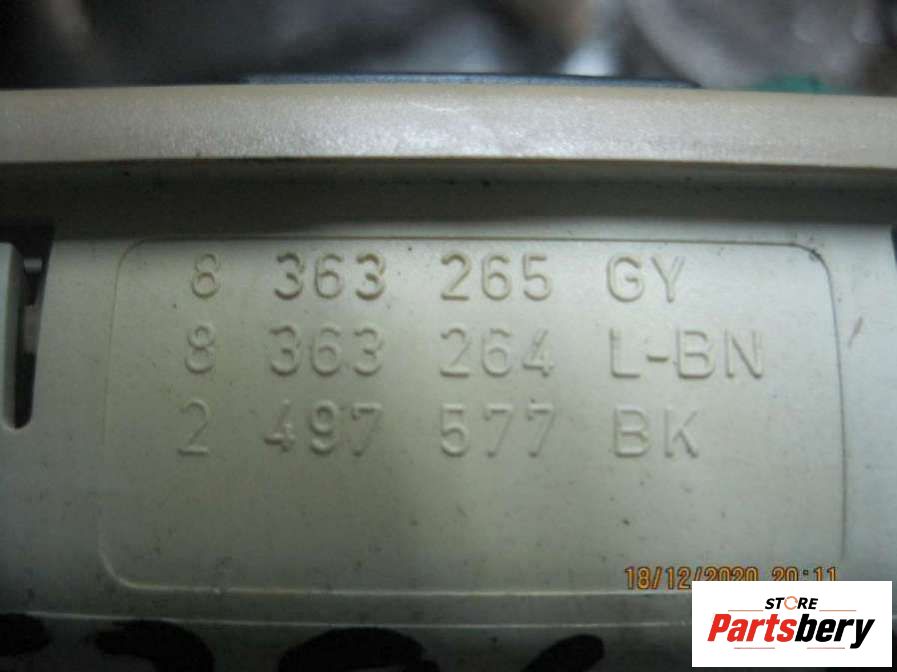 8 363 265 GY
8 363 264 L-BN
2 497 577 BK
18/12/2020 20:11
STORE
Partsbery